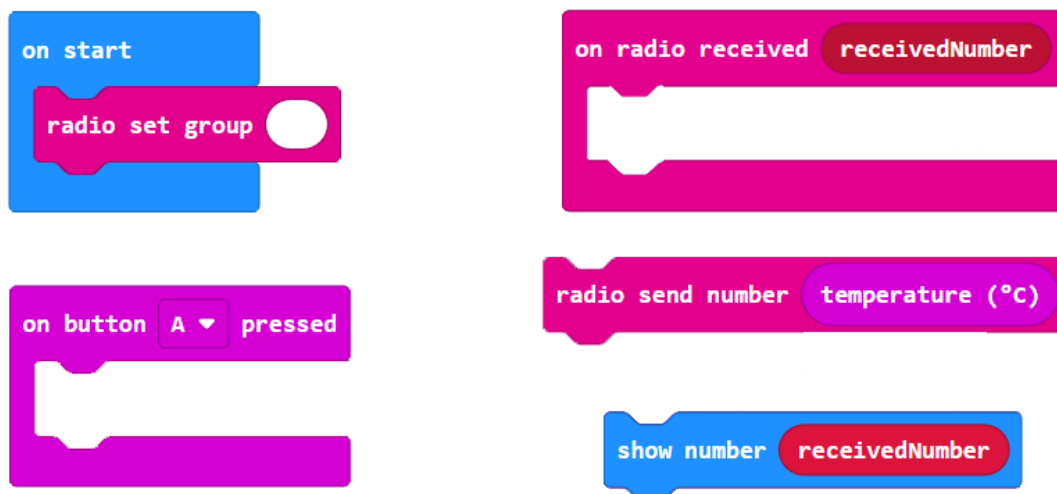 on start
radio set group
on button A pressed
on radio received receivedNumber
radio send number temperature (°C)
show number receivedNumber